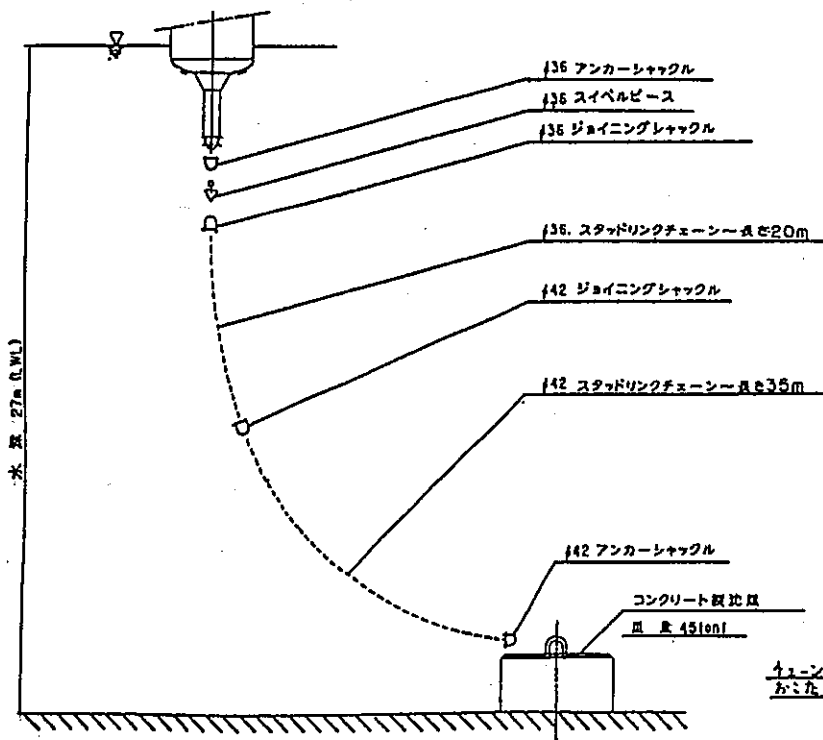 φ36 アンカーシャックル
φ36 スイベルピース
φ36 ジョイニングシャックル
φ36. スタッドリンクチェーン〜長さ20m
φ42 ジョイニングシャックル
φ42 スタッドリンクチェーン〜長さ35m
水深 27m (LWL)
φ42 アンカーシャックル
コンクリート
重量 45ton
チェーン